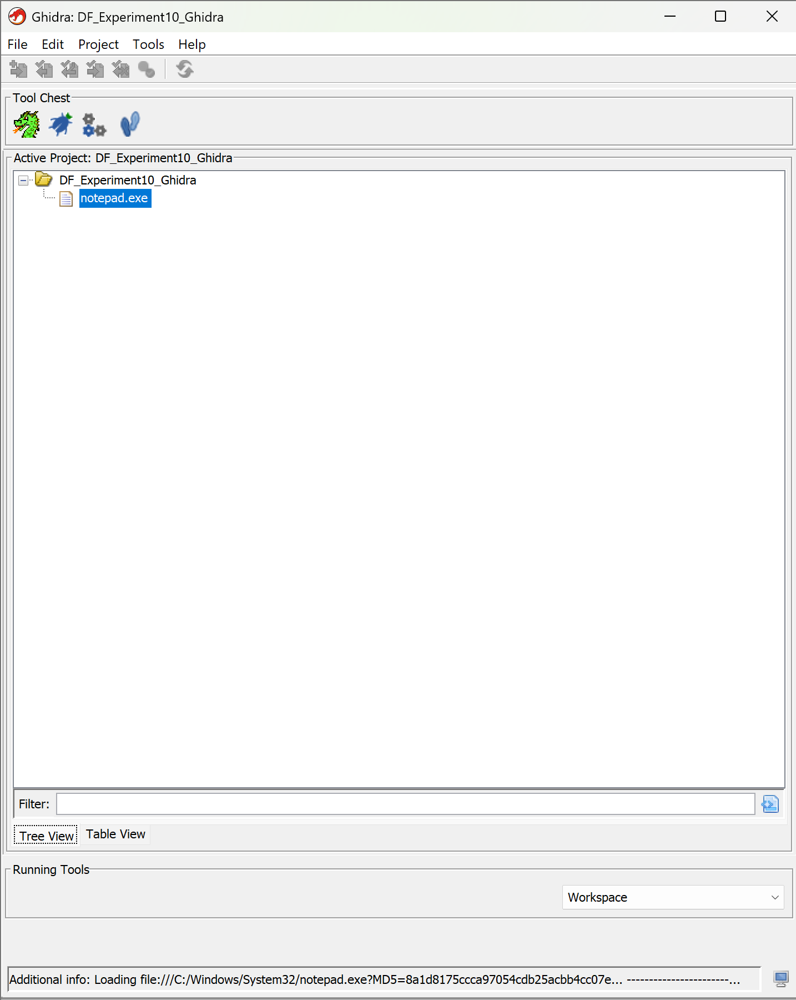 Ghidra: DF_Experiment10_Ghidra
File Edit Project Tools Help
Tool Chest
Active Project: DF_Experiment10_Ghidra
DF_Experiment10_Ghidra
notepad.exe
Filter:
Tree View Table View
Running Tools
Workspace
Additional info: Loading file:///C:/Windows/System32/notepad.exe?MD5=8a1d8175ccca97054cdb25acbb4cc07e... -----------------------...